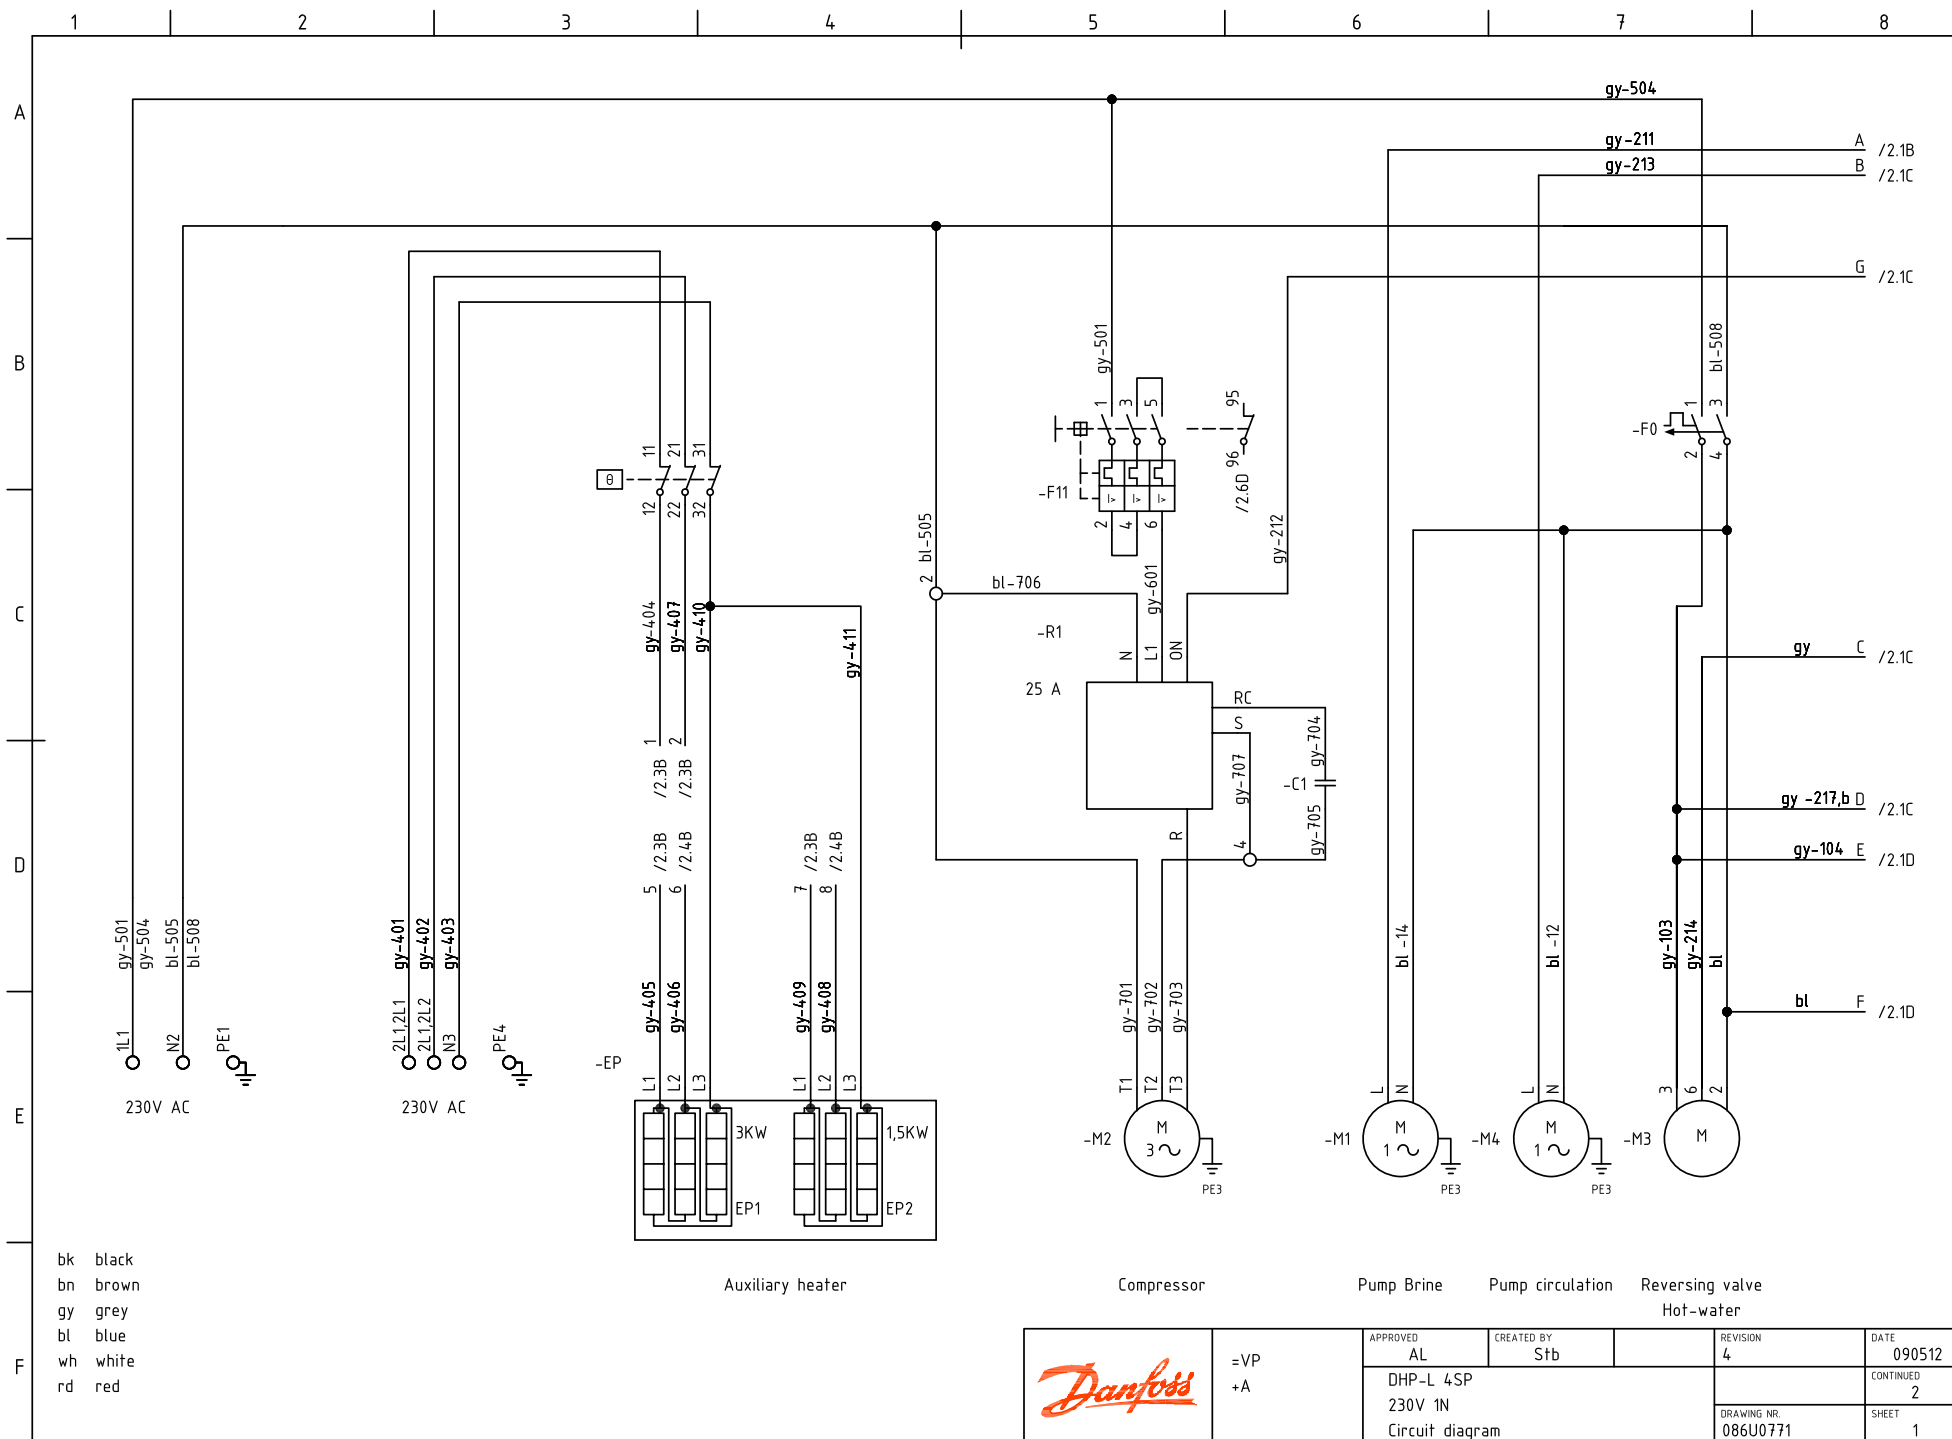 1 2 3 4 5 6 7 8
A
gy-504
gy-211 A /2.1B
gy-213 B /2.1C
G /2.1C
B
gy-501
bl-508
1 3 5
95
96
/2.6D
-F11
I> I> I>
2 4 6
-F0
1 3
2 4
11 21 31
θ
12 22 32
C
gy-404
gy-407
gy-410
gy-411
bl-505
2
bl-706
gy-601
gy-212
-R1
N L1 ON
25 A
RC
S
gy-707
gy-704
-C1
gy-705
R
4
gy C /2.1C
gy -217,b D /2.1C
gy-104 E /2.1D
bl F /2.1D
1 2
/2.3B /2.3B
D
/2.3B /2.4B
5 6
/2.3B /2.4B
7 8
gy-501
gy-504
bl-505
bl-508
gy-401
gy-402
gy-403
gy-405
gy-406
gy-409
gy-408
gy-701
gy-702
gy-703
bl -14
bl -12
gy-103
gy-214
bl
1L1 N2 PE1
2L1,2L1 2L1,2L2 N3 PE4
230V AC
230V AC
E
-EP
L1 L2 L3
L1 L2 L3
3KW
EP1
1,5KW
EP2
T1 T2 T3
-M2
M
3
PE3
L N
-M1
M
1
PE3
L N
-M4
M
1
PE3
3 6 2
-M3
M
bk black
bn brown
gy grey
bl blue
wh white
rd red
F
Auxiliary heater
Compressor
Pump Brine
Pump circulation
Reversing valve
Hot-water
Danfoss
=VP
+A
APPROVED
AL
CREATED BY
Stb
REVISION
4
DATE
090512
DHP-L 4SP
230V 1N
Circuit diagram
CONTINUED
2
DRAWING NR.
086U0771
SHEET
1